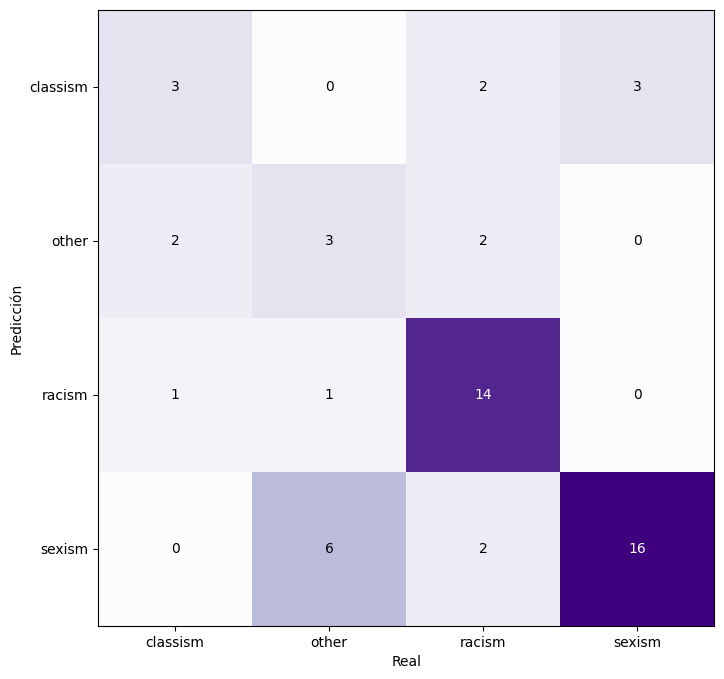 classism 3 0 2 3
other 2 3 2 0
Predicción
racism 1 1 14 0
sexism 0 6 2 16
classism other racism sexism
Real